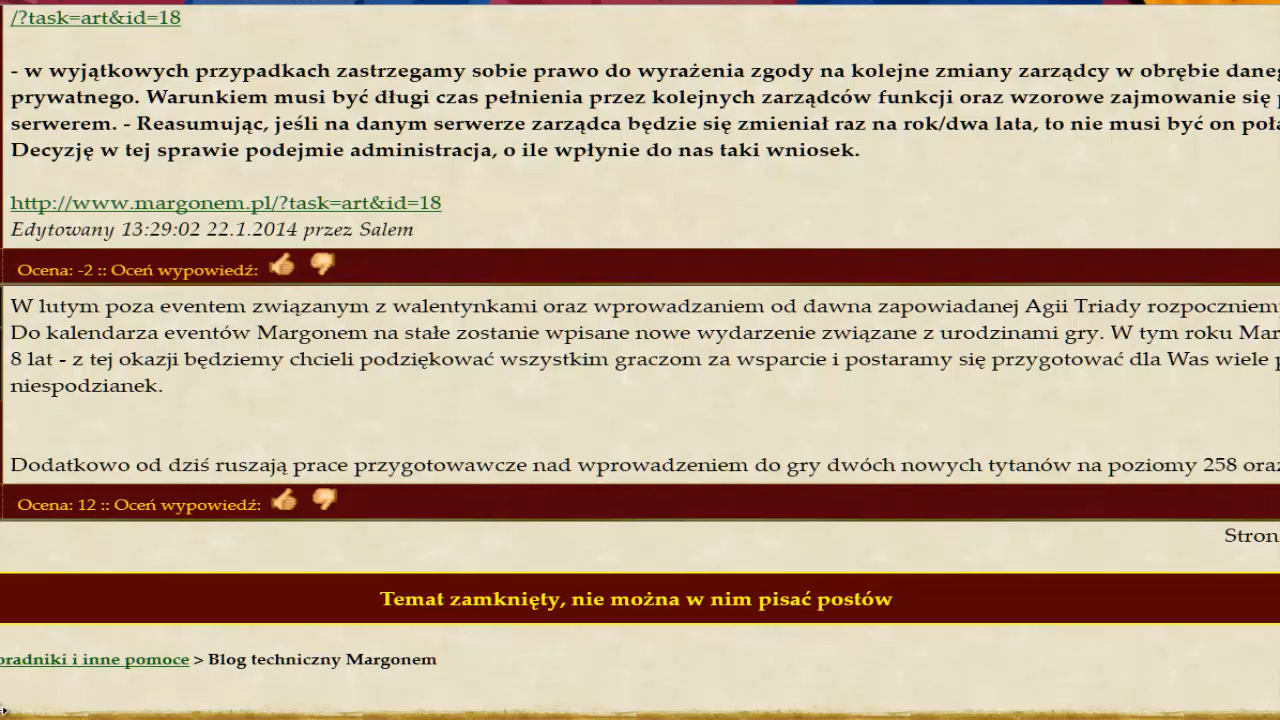 /?task=art&id=18
- w wyjątkowych przypadkach zastrzegamy sobie prawo do wyrażenia zgody na kolejne zmiany zarządcy w obrębie
prywatnego. Warunkiem musi być długi czas pełnienia przez kolejnych zarządców funkcji oraz wzorowe zajmowanie się
serwerem. - Reasumując, jeśli na danym serwerze zarządca będzie się zmieniał raz na rok/dwa lata, to nie musi być on
Decyzję w tej sprawie podejmie administracja, o ile wpłynie do nas taki wniosek.
http://www.margonem.pl/?task=art&id=18
Edytowany 13:29:02 22.1.2014 przez Salem
Ocena: -2 :: Oceń wypowiedź:
W lutym poza eventem związanym z walentynkami oraz wprowadzaniem od dawna zapowiadanej Agii Triady
Do kalendarza eventów Margonem na stałe zostanie wpisane nowe wydarzenie związane z urodzinami gry. W tym roku
8 lat - z tej okazji będziemy chcieli podziękować wszystkim graczom za wsparcie i postaramy się przygotować dla Was wiele
niespodzianek.
Dodatkowo od dziś ruszają prace przygotowawcze nad wprowadzeniem do gry dwóch nowych tytanów na poziomy 258 oraz
Ocena: 12 :: Oceń wypowiedź:
Stron
Temat zamknięty, nie można w nim pisać postów
oradniki i inne pomoce > Blog techniczny Margonem